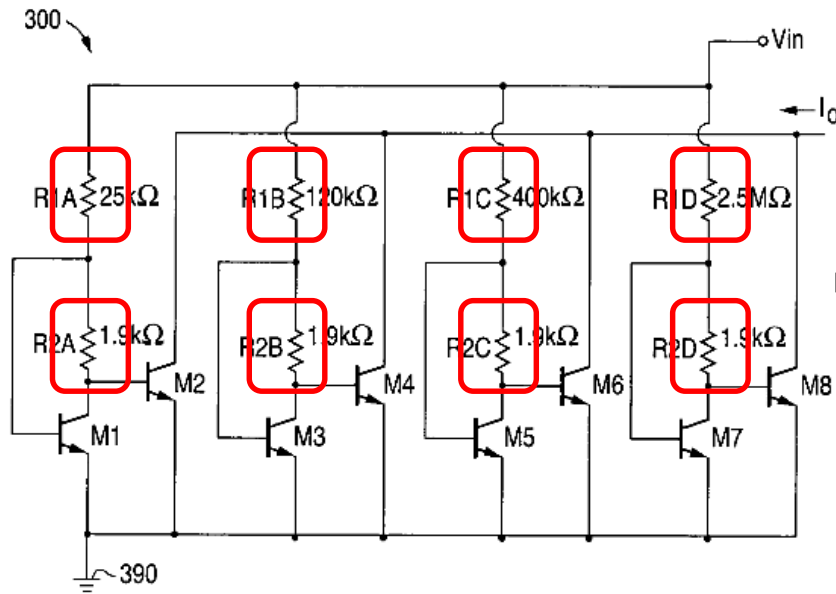 300
Vin
I
R1A 25kΩ R1B 120kΩ R1C 400kΩ R1D 2.5MΩ
R2A 1.9kΩ R2B 1.9kΩ R2C 1.9kΩ R2D 1.9kΩ
M2 M4 M6 M8
M1 M3 M5 M7
390